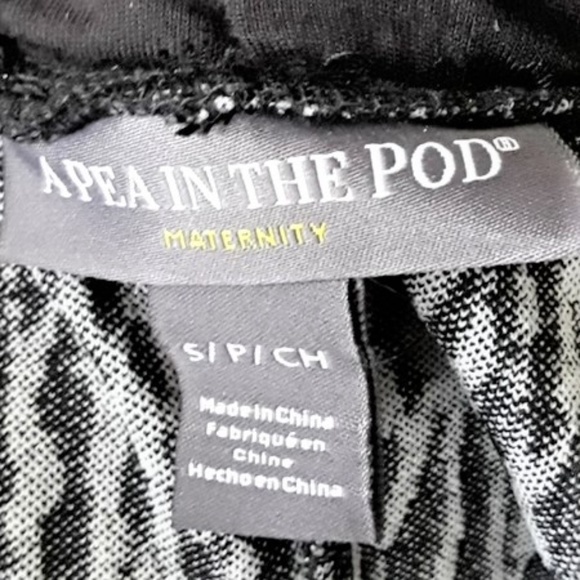 A PEA IN THE POD®
MATERNITY
S/P/CH
Made in China
Fabriqué en
Chine
Hecho en China